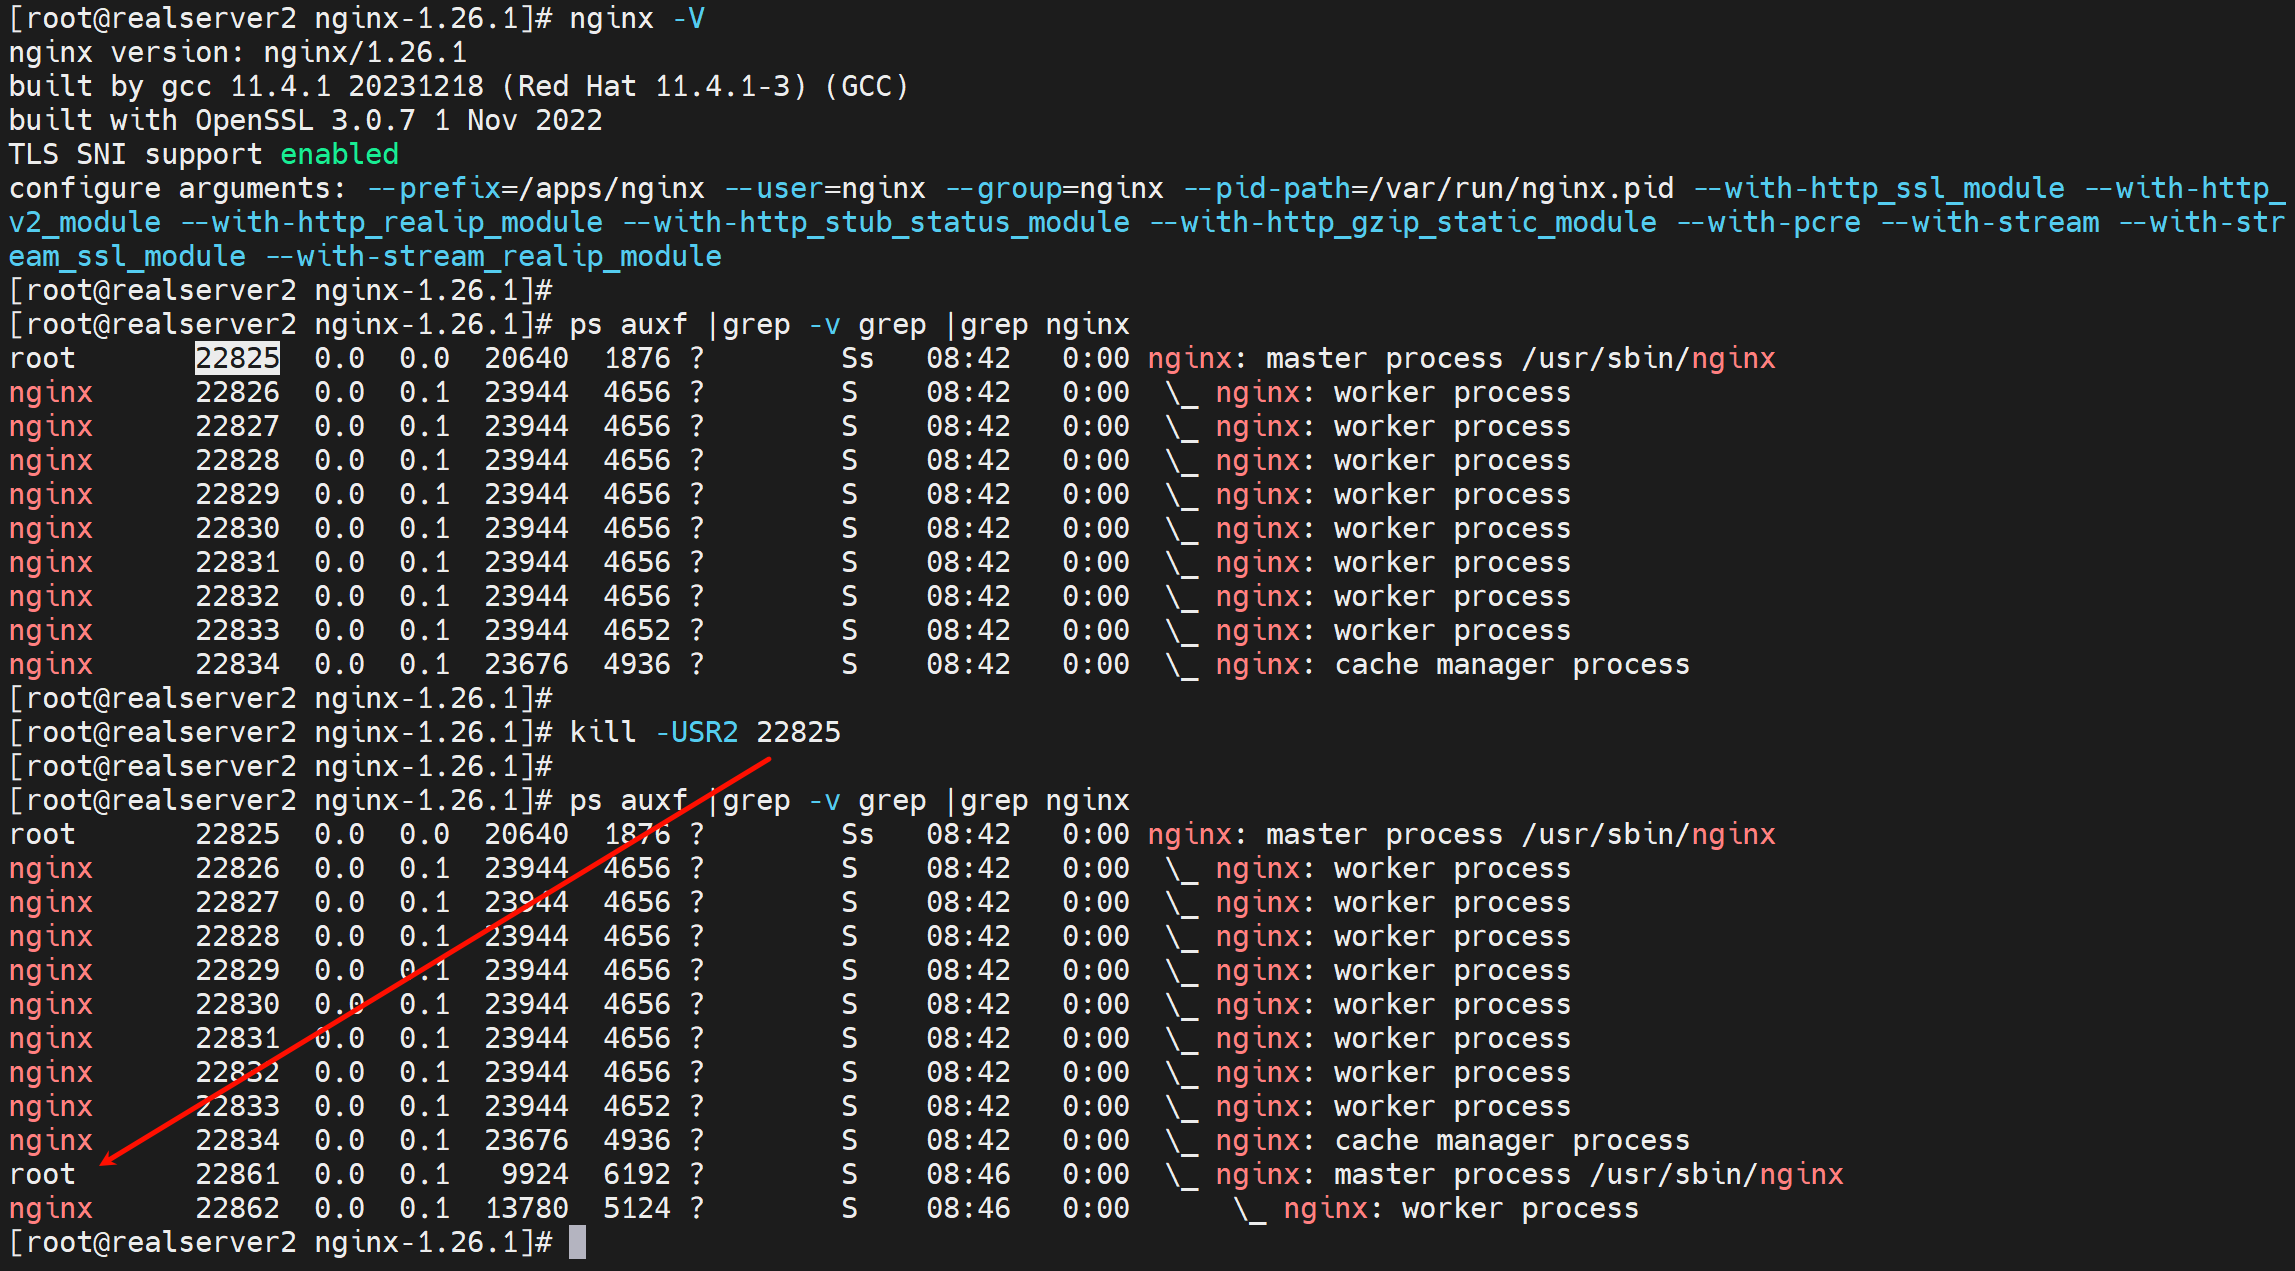 [root@realserver2 nginx-1.26.1]# nginx -V
nginx version: nginx/1.26.1
built by gcc 11.4.1 20231218 (Red Hat 11.4.1-3) (GCC)
built with OpenSSL 3.0.7 1 Nov 2022
TLS SNI support enabled
configure arguments: --prefix=/apps/nginx --user=nginx --group=nginx --pid-path=/var/run/nginx.pid --with-http_ssl_module --with-http_
v2_module --with-http_realip_module --with-http_stub_status_module --with-http_gzip_static_module --with-pcre --with-stream --with-str
eam_ssl_module --with-stream_realip_module
[root@realserver2 nginx-1.26.1]#
[root@realserver2 nginx-1.26.1]# ps auxf |grep -v grep |grep nginx
root       22825  0.0  0.0  20640  1876 ?        Ss   08:42   0:00 nginx: master process /usr/sbin/nginx
nginx      22826  0.0  0.1  23944  4656 ?        S    08:42   0:00  \_ nginx: worker process
nginx      22827  0.0  0.1  23944  4656 ?        S    08:42   0:00  \_ nginx: worker process
nginx      22828  0.0  0.1  23944  4656 ?        S    08:42   0:00  \_ nginx: worker process
nginx      22829  0.0  0.1  23944  4656 ?        S    08:42   0:00  \_ nginx: worker process
nginx      22830  0.0  0.1  23944  4656 ?        S    08:42   0:00  \_ nginx: worker process
nginx      22831  0.0  0.1  23944  4656 ?        S    08:42   0:00  \_ nginx: worker process
nginx      22832  0.0  0.1  23944  4656 ?        S    08:42   0:00  \_ nginx: worker process
nginx      22833  0.0  0.1  23944  4652 ?        S    08:42   0:00  \_ nginx: worker process
nginx      22834  0.0  0.1  23676  4936 ?        S    08:42   0:00  \_ nginx: cache manager process
[root@realserver2 nginx-1.26.1]#
[root@realserver2 nginx-1.26.1]# kill -USR2 22825
[root@realserver2 nginx-1.26.1]#
[root@realserver2 nginx-1.26.1]# ps auxf |grep -v grep |grep nginx
root       22825  0.0  0.0  20640  1876 ?        Ss   08:42   0:00 nginx: master process /usr/sbin/nginx
nginx      22826  0.0  0.1  23944  4656 ?        S    08:42   0:00  \_ nginx: worker process
nginx      22827  0.0  0.1  23944  4656 ?        S    08:42   0:00  \_ nginx: worker process
nginx      22828  0.0  0.1  23944  4656 ?        S    08:42   0:00  \_ nginx: worker process
nginx      22829  0.0  0.1  23944  4656 ?        S    08:42   0:00  \_ nginx: worker process
nginx      22830  0.0  0.1  23944  4656 ?        S    08:42   0:00  \_ nginx: worker process
nginx      22831  0.0  0.1  23944  4656 ?        S    08:42   0:00  \_ nginx: worker process
nginx      22832  0.0  0.1  23944  4656 ?        S    08:42   0:00  \_ nginx: worker process
nginx      22833  0.0  0.1  23944  4652 ?        S    08:42   0:00  \_ nginx: worker process
nginx      22834  0.0  0.1  23676  4936 ?        S    08:42   0:00  \_ nginx: cache manager process
root       22861  0.0  0.1   9924  6192 ?        S    08:46   0:00  \_ nginx: master process /usr/sbin/nginx
nginx      22862  0.0  0.1  13780  5124 ?        S    08:46   0:00      \_ nginx: worker process
[root@realserver2 nginx-1.26.1]#